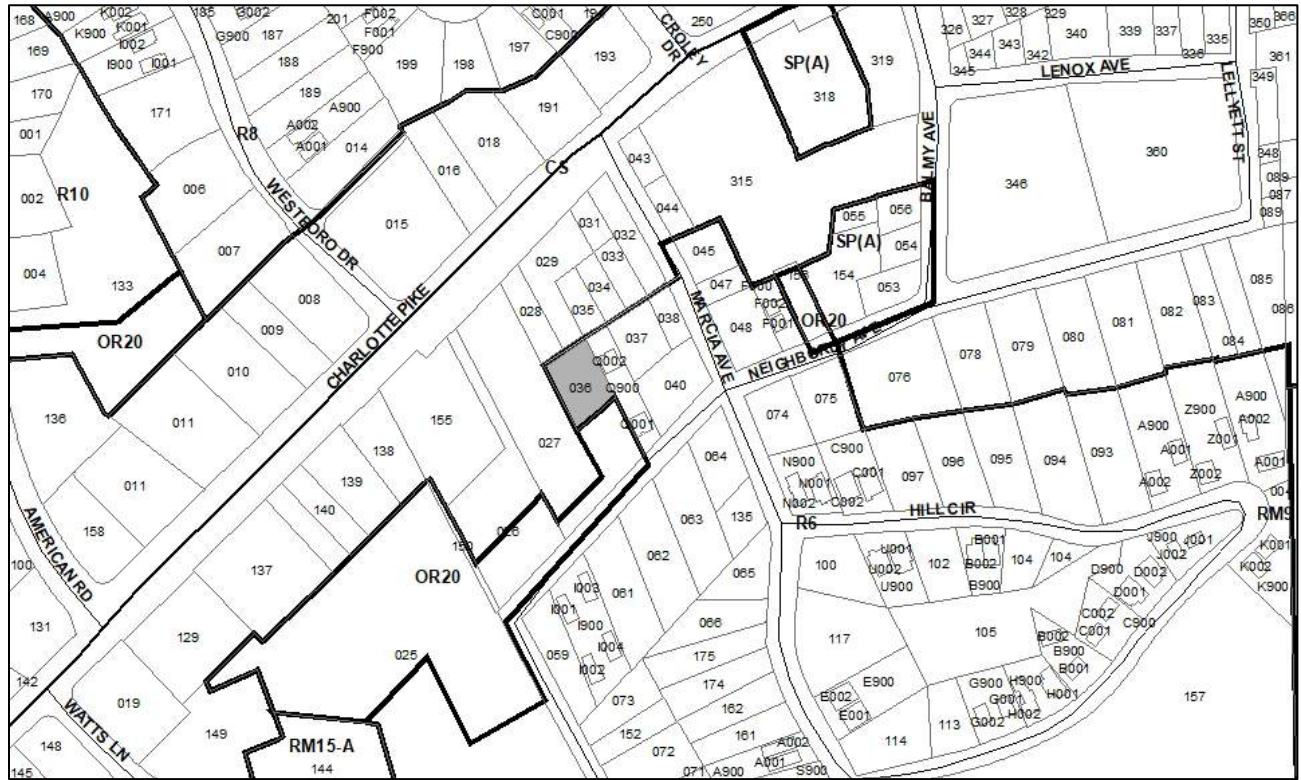 168 A900 K002 185 G002 201 F002 C001 194 250 326 327 328 329 340 339 337 336 335 350 366
K900 K001 G900 187 F001 C900 CROLEY DR
169 I002 F900 197 193 SP(A) 319 344 343 342 361
I900 I001 188 199 198 345 LENOX AVE LELLYETT ST 349
170 189 A900 191 318
171 R8 A002 018 360
001 A001 014 CS 043 BALMY AVE 348
R10 006 WESTBORO DR 016 315 346 089
002 015 031 044 055 056 087
007 032 SP(A) 089
004 029 033 045 054
133 008 034 047 154 053 085
OR20 009 CHARLOTTE PIKE 028 035 MARCIA AVE F002 083 086
010 037 038 048 F001 OR20 081 082
036 Q002 NEIGHBORLY AVE 078 079 080 084
136 011 155 Q900 040 076
138 027 Q001 074 075 A900
011 139 064 C900 A900 Z900 A002
158 140 N900 C001 097 096 095 094 093 A001 Z001 A001
AMERICAN RD 063 135 N001 Z002
N002 C002 A002 004
100 137 OR20 062 R6 HILL CIR RM9
131 I003 061 065 100 U001 B001 104 104 J900 J001 K001
129 I001 U002 102 B002 J002 K002
I900 066 U900 B900 D900 D002 K900
142 025 059 I004 117 105 D001
019 I002 175 C002 C900
WATTS LN 149 073 174 E900 B002 C001
148 RM15-A 152 162 E002 G900 H900 B900 157
145 144 072 161 E001 113 G001 H001 B001
071 A900 A001 A002 S900 114 G002 H002